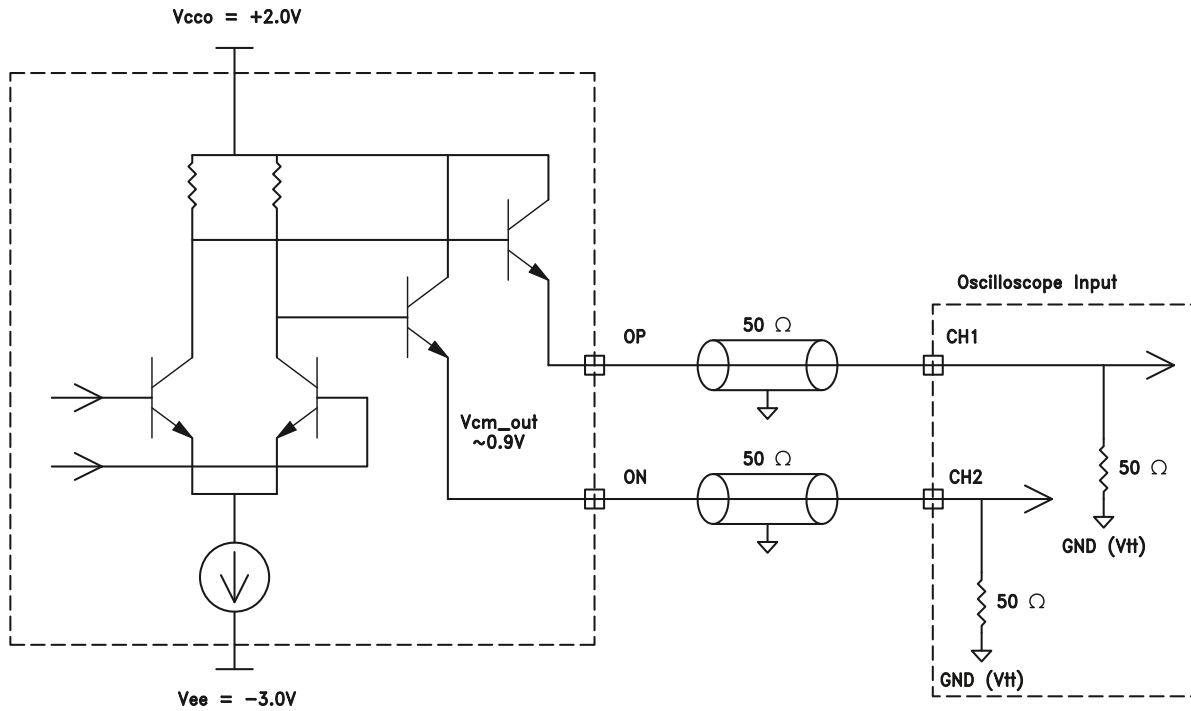 Vcco = +2.0V
Oscilloscope Input
OP
50 Ω
CH1
Vcm_out
~0.9V
ON
50 Ω
CH2
50 Ω
GND (Vtt)
50 Ω
GND (Vtt)
Vee = -3.0V